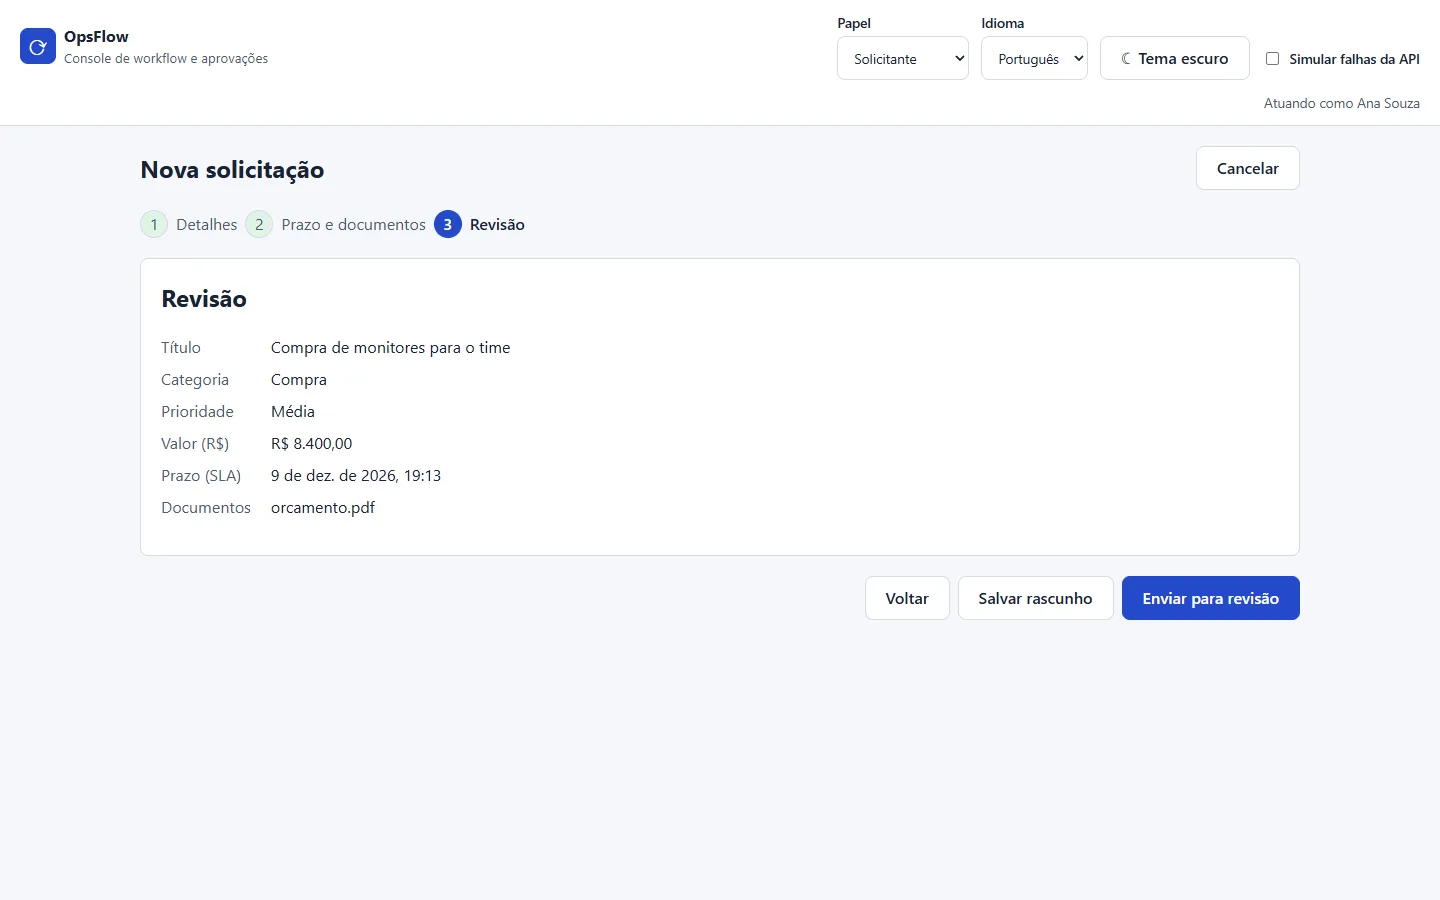 OpsFlow
Console de workflow e aprovações
Papel
Solicitante
Idioma
Português
☾ Tema escuro
Simular falhas da API
Atuando como Ana Souza
Nova solicitação
Cancelar
1 Detalhes 2 Prazo e documentos 3 Revisão
Revisão
Título Compra de monitores para o time
Categoria Compra
Prioridade Média
Valor (R$) R$ 8.400,00
Prazo (SLA) 9 de dez. de 2026, 19:13
Documentos orcamento.pdf
Voltar Salvar rascunho Enviar para revisão